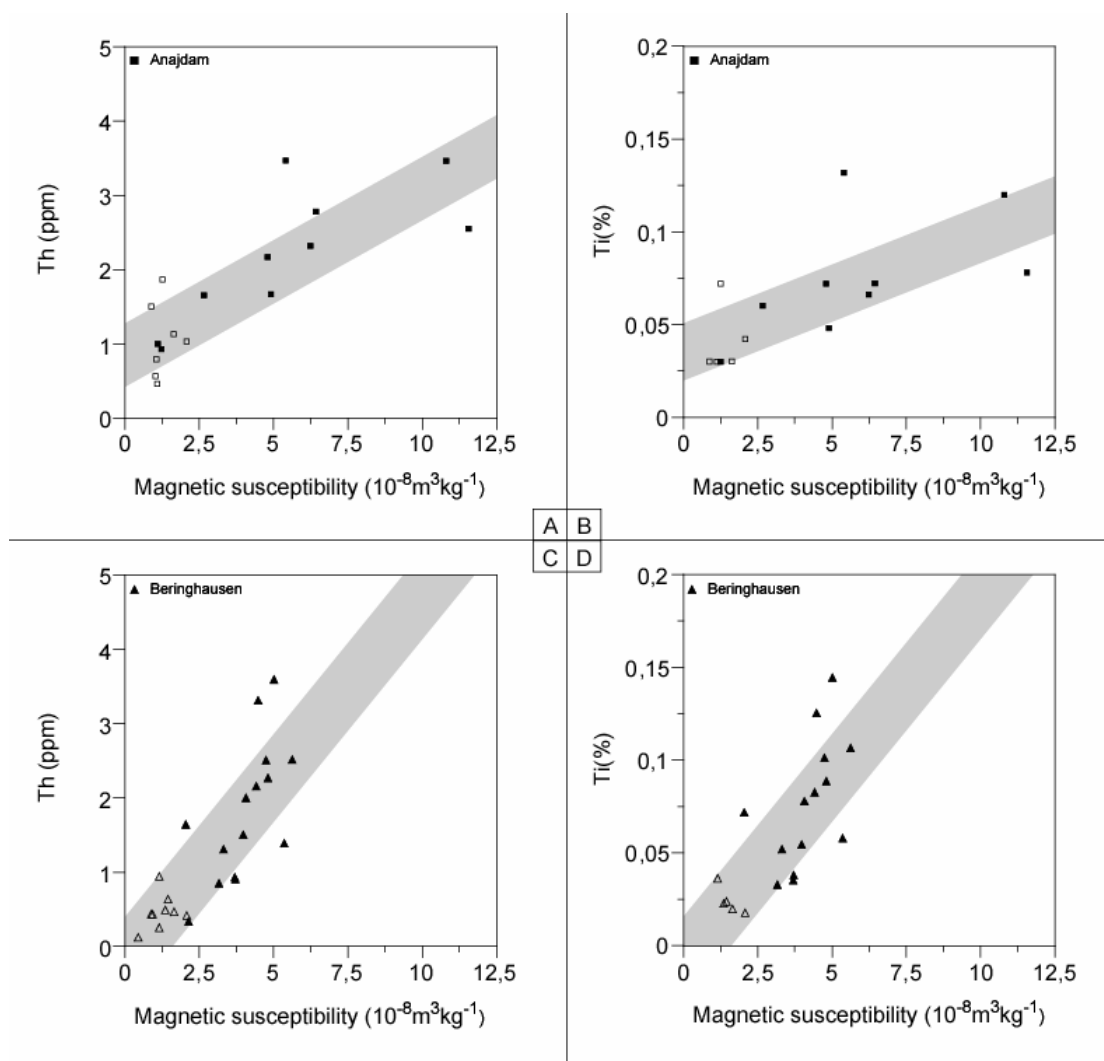 5
■ Anajdam
4
3
2
1
0
Th (ppm)
0 2,5 5 7,5 10 12,5
Magnetic susceptibility (10⁻⁸m³kg⁻¹)
0,2
■ Anajdam
0,15
0,1
0,05
0
Ti(%)
0 2,5 5 7,5 10 12,5
Magnetic susceptibility (10⁻⁸m³kg⁻¹)
A B
C D
5
▲ Beringhausen
4
3
2
1
0
Th (ppm)
0 2,5 5 7,5 10 12,5
Magnetic susceptibility (10⁻⁸m³kg⁻¹)
0,2
▲ Beringhausen
0,15
0,1
0,05
0
Ti(%)
0 2,5 5 7,5 10 12,5
Magnetic susceptibility (10⁻⁸m³kg⁻¹)